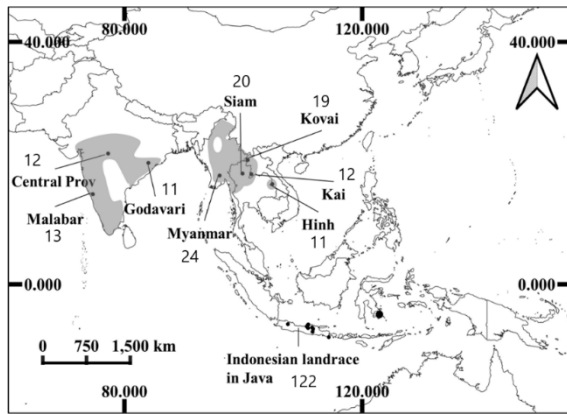 80.000 120.000
40.000 40.000
20
Siam
19
Kovai
12
Central Prov
11
Godavari
12
Kai
Malabar
13
Myanmar
24
Hinh
11
0.000 0.000
0 750 1,500 km
Indonesian landrace
in Java
122
80.000 120.000